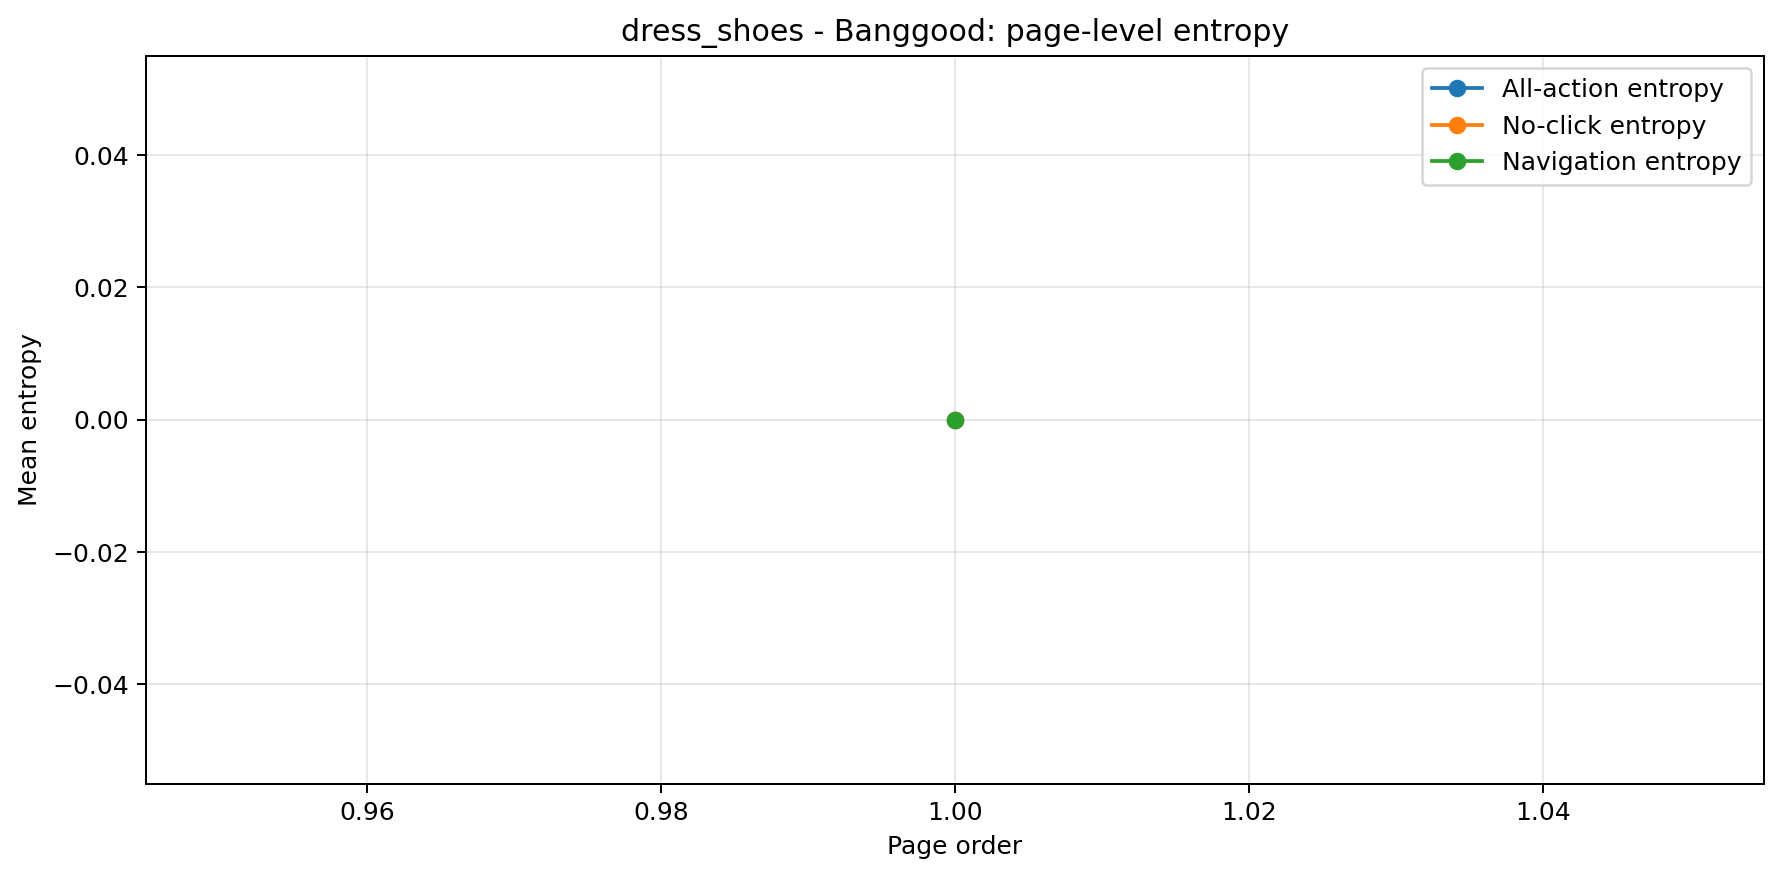 dress_shoes - Banggood: page-level entropy
All-action entropy
No-click entropy
Navigation entropy
Mean entropy
0.04
0.02
0.00
−0.02
−0.04
0.96 0.98 1.00 1.02 1.04
Page order